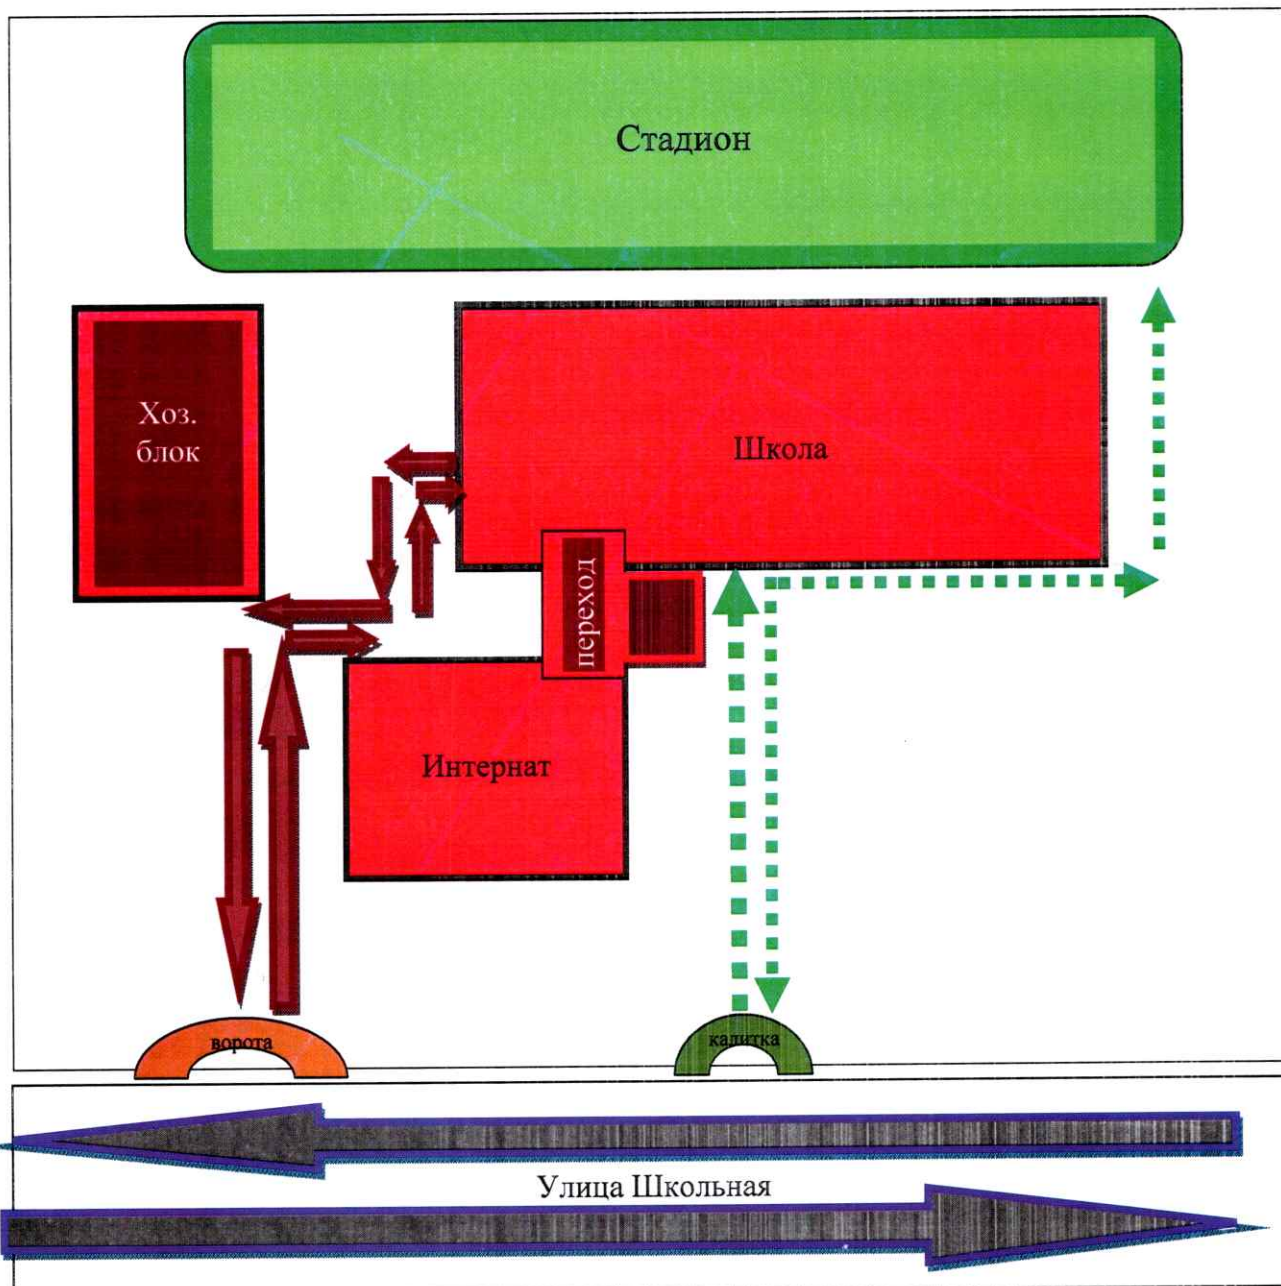 Стадион
Хоз.
блок
Школа
переход
Интернат
ворота
калитка
Улица Школьная